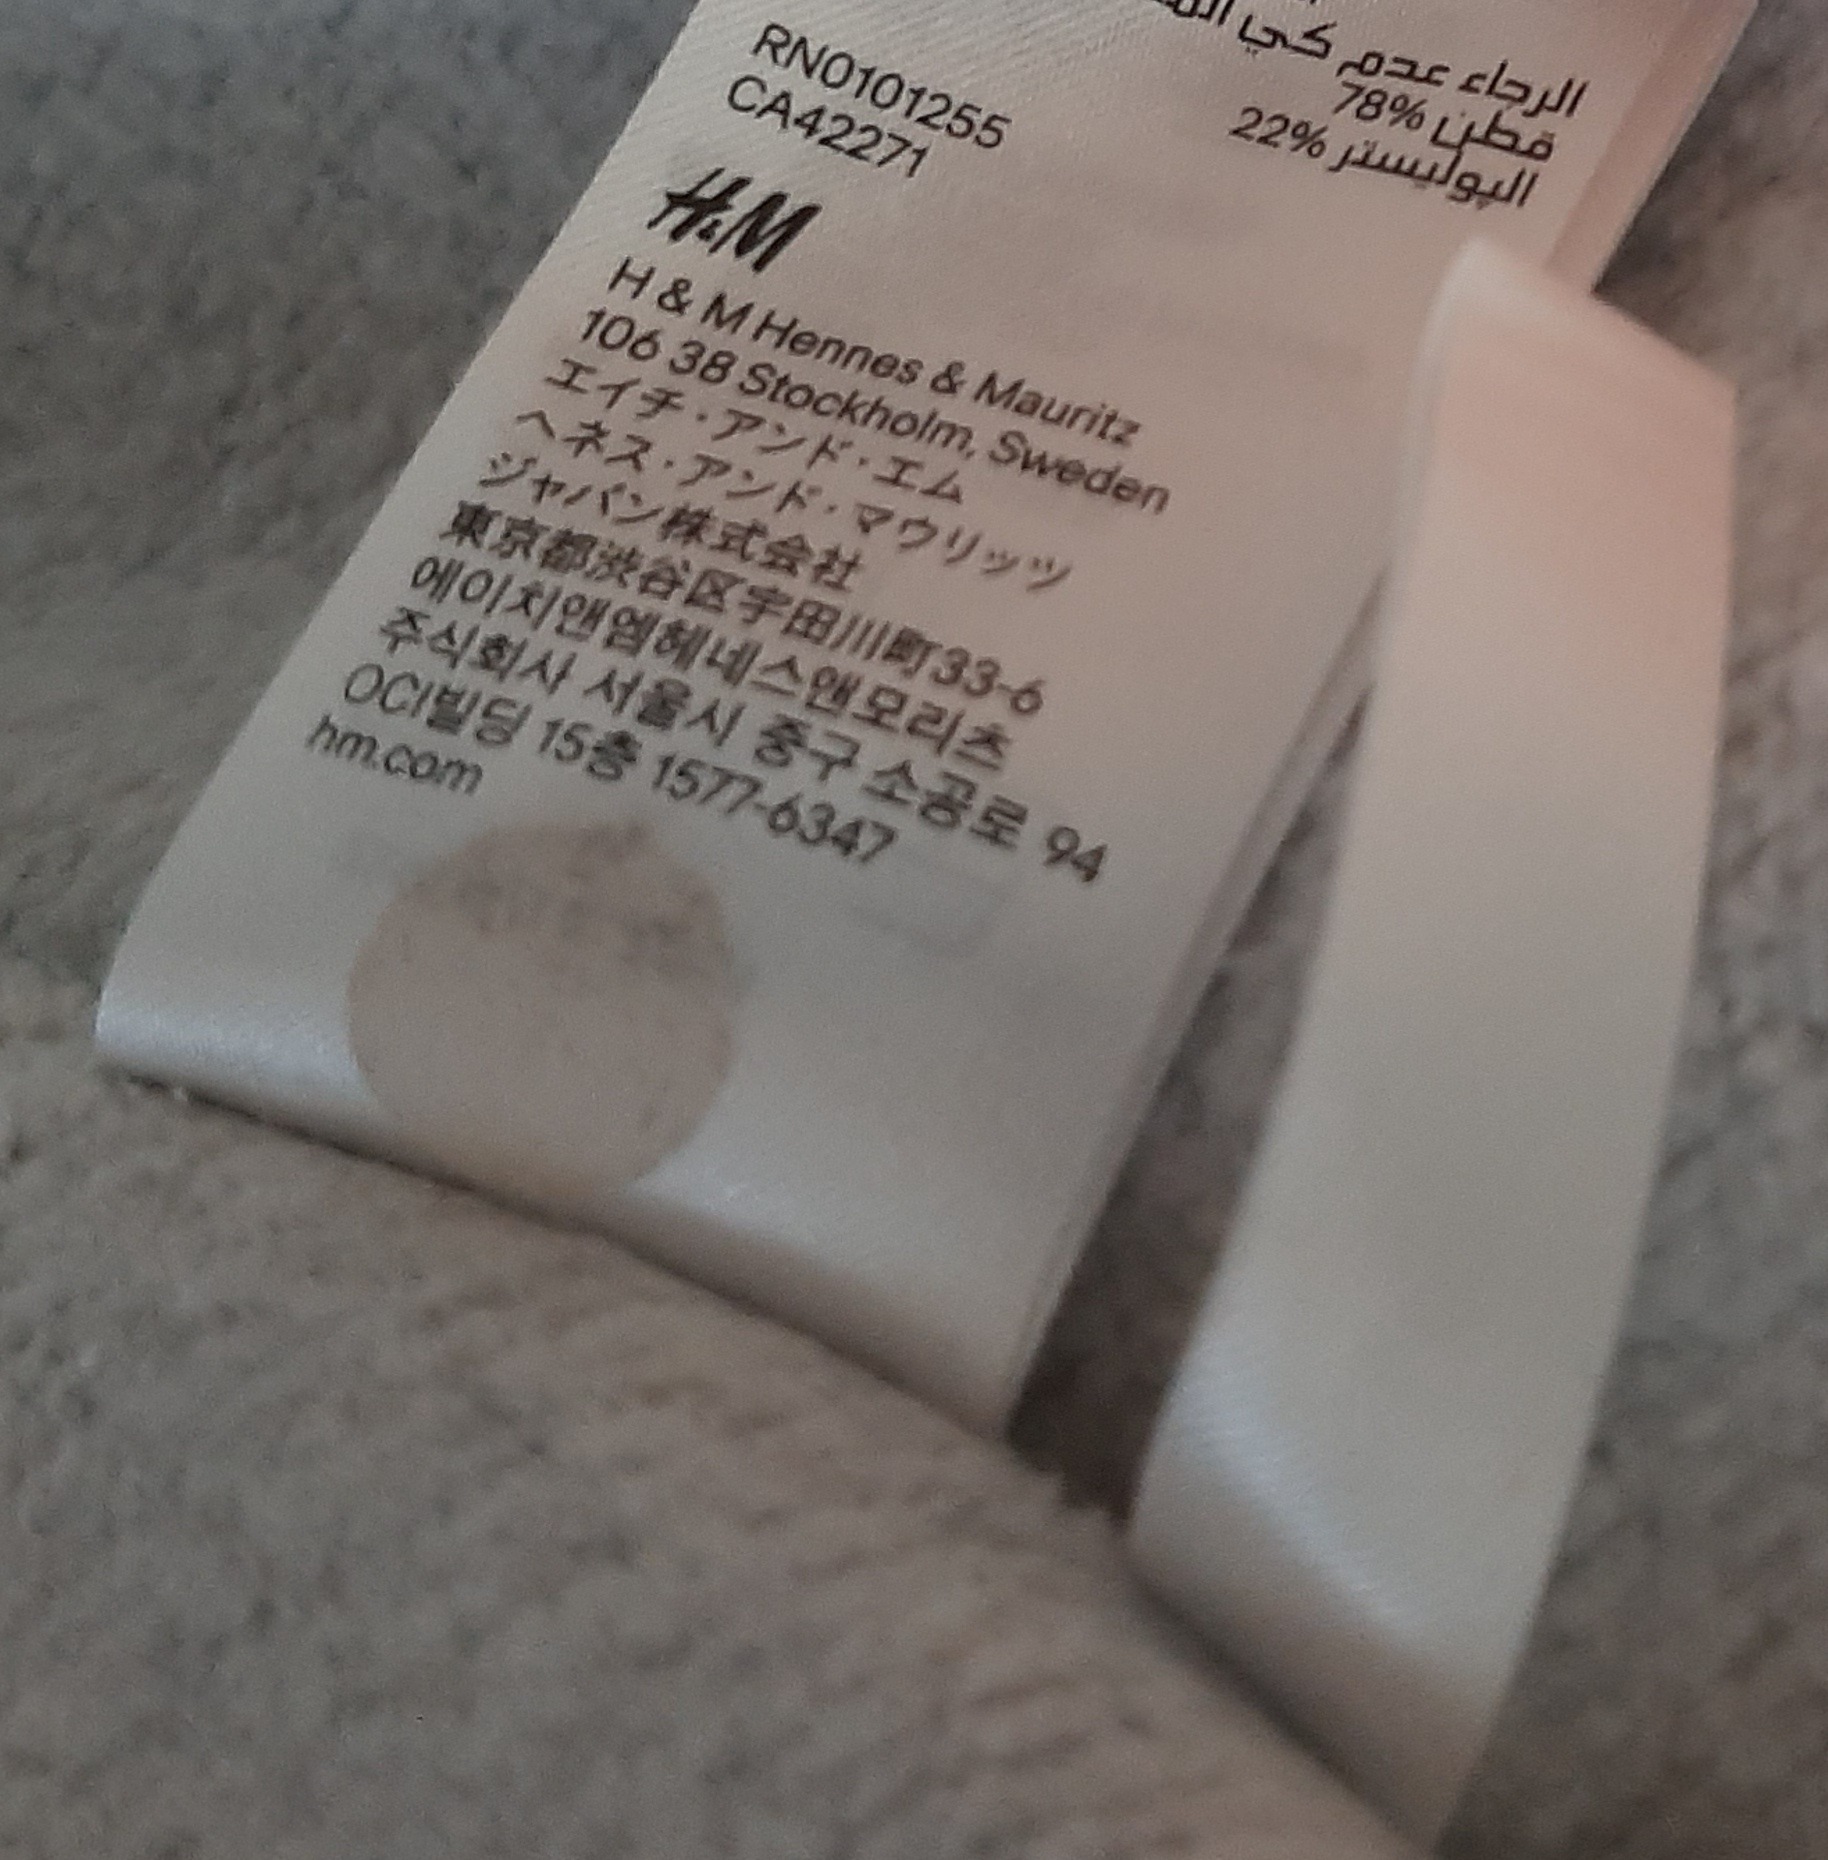 الرجاء عدم كي
قطن 78%
البوليستر 22%
RN0101255
CA42271
H&M
H & M Hennes & Mauritz
106 38 Stockholm, Sweden
エイチ・アンド・エム
ヘネス・アンド・マウリッツ
ジャパン株式会社
東京都渋谷区宇田川町33-6
에이치앤엠헤네스앤모리츠
주식회사 서울시 중구 소공로 94
OCI빌딩 15층 1577-6347
hm.com